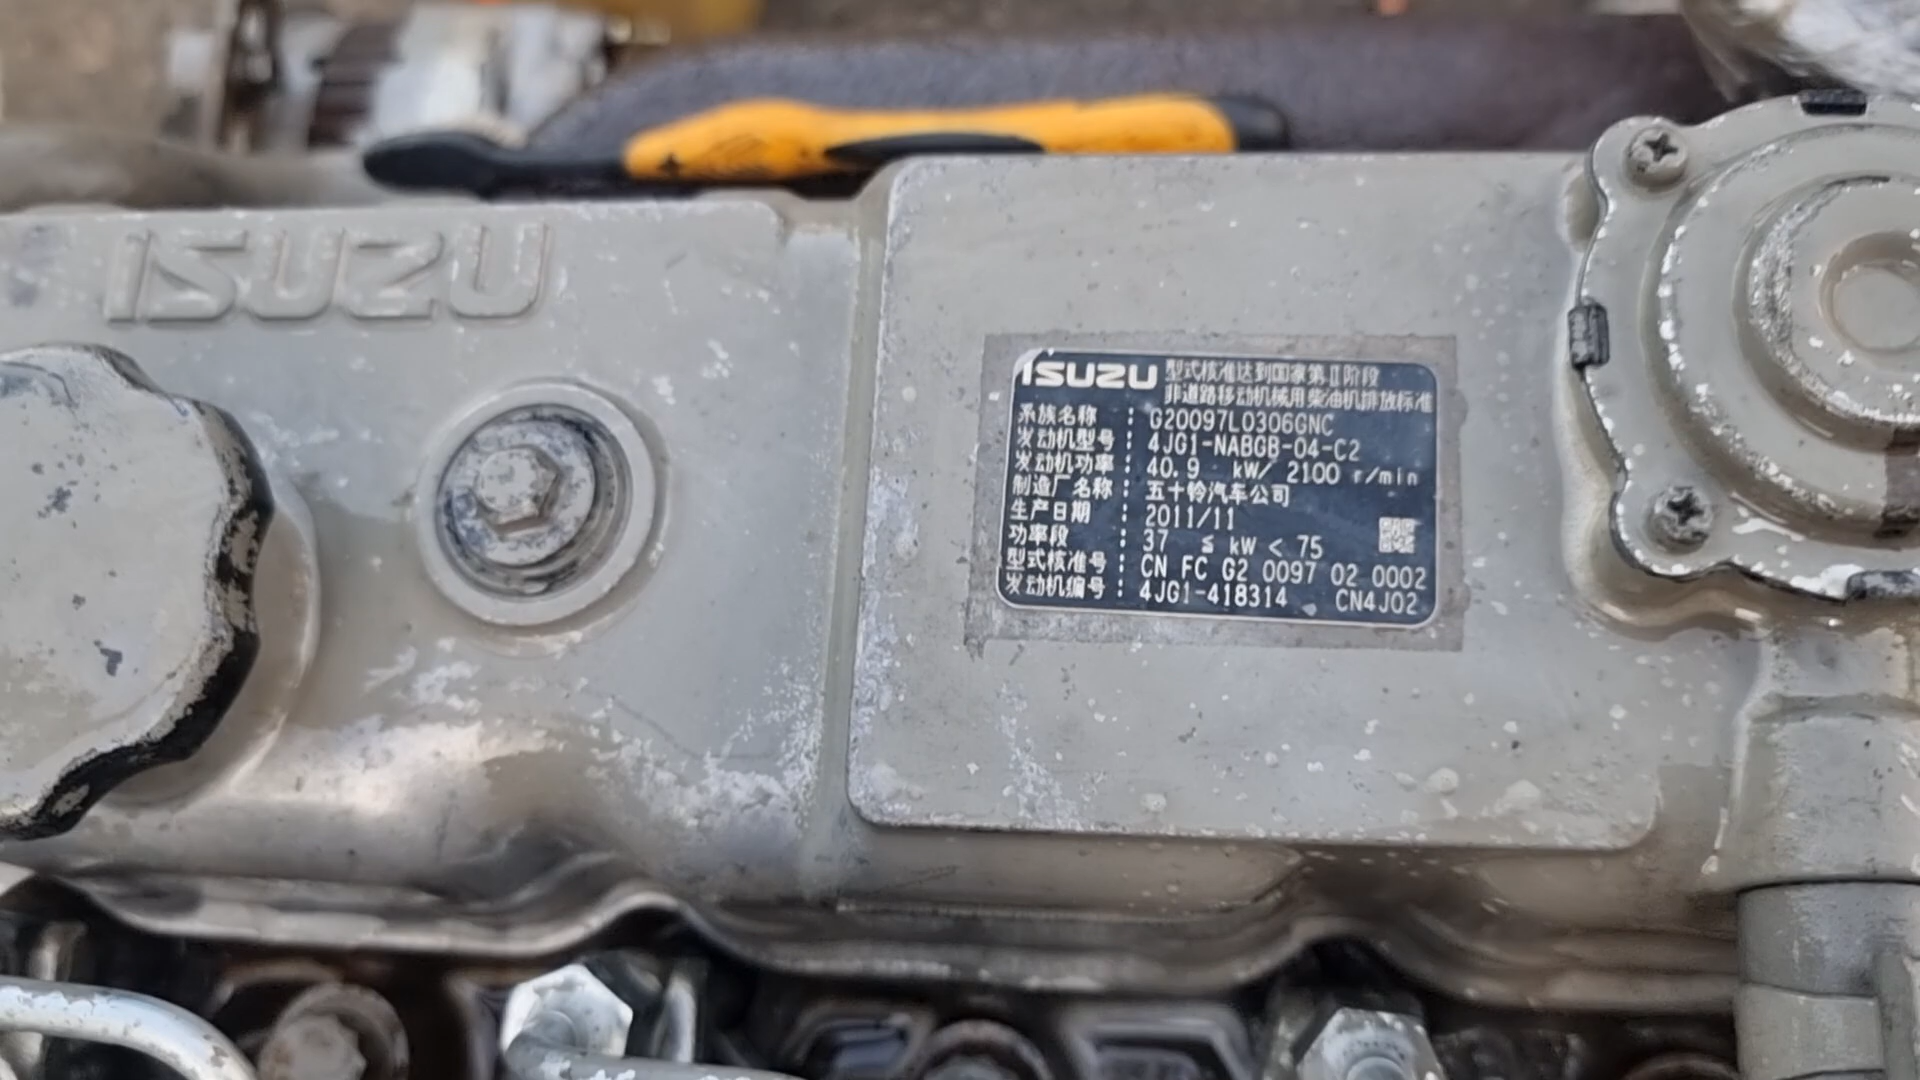 ISUZU
ISUZU 型式核准达到国家第Ⅱ阶段
非道路移动机械用柴油机排放标准
系族名称 : G20097L0306GNC
发动机型号 : 4JG1-NABGB-04-C2
发动机功率 : 40.9 kW/ 2100 r/min
制造厂名称 : 五十铃汽车公司
生产日期 : 2011/11
功率段 : 37 ≤ kW < 75
型式核准号 : CN FC G2 0097 02 0002
发动机编号 : 4JG1-418314 CN4J02